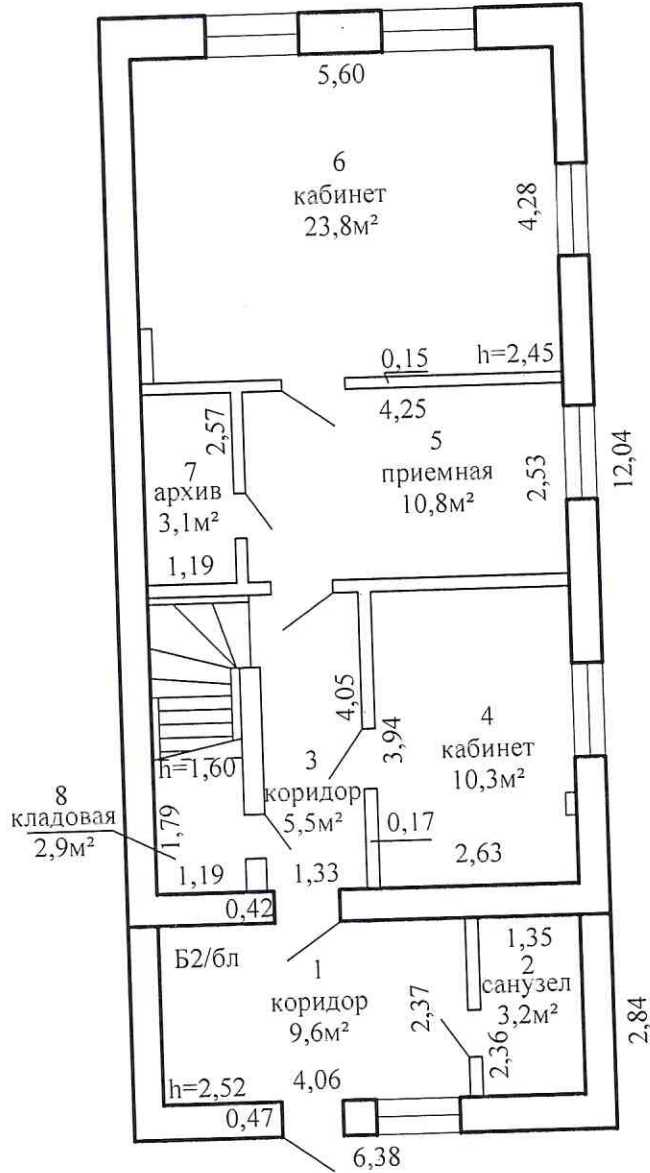 5,60
6
кабинет
23,8м²
4,28
0,15
h=2,45
4,25
2,57
5
приемная
10,8м²
2,53
12,04
7
архив
3,1м²
1,19
4,05
3,94
4
кабинет
10,3м²
h=1,60
3
коридор
5,5м²
8
кладовая
2,9м²
1,79
0,17
2,63
1,19
1,33
0,42
Б2/бл
1
коридор
9,6м²
1,35
2
санузел
3,2м²
2,37
2,36
2,84
h=2,52
4,06
0,47
6,38